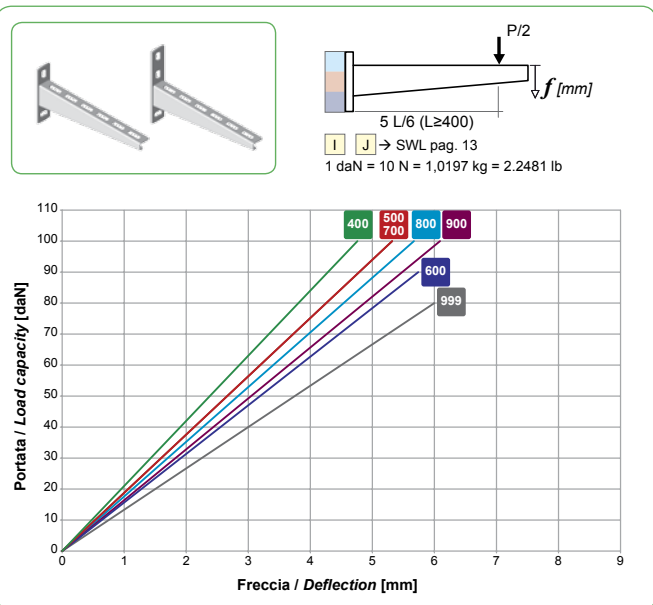 P/2
f [mm]
5 L/6 (L≥400)
I J → SWL pag. 13
1 daN = 10 N = 1,0197 kg = 2.2481 lb
Portata / Load capacity [daN]
110
100
90
80
70
60
50
40
30
20
10
0
400
500
700
800
900
600
999
0 1 2 3 4 5 6 7 8 9
Freccia / Deflection [mm]